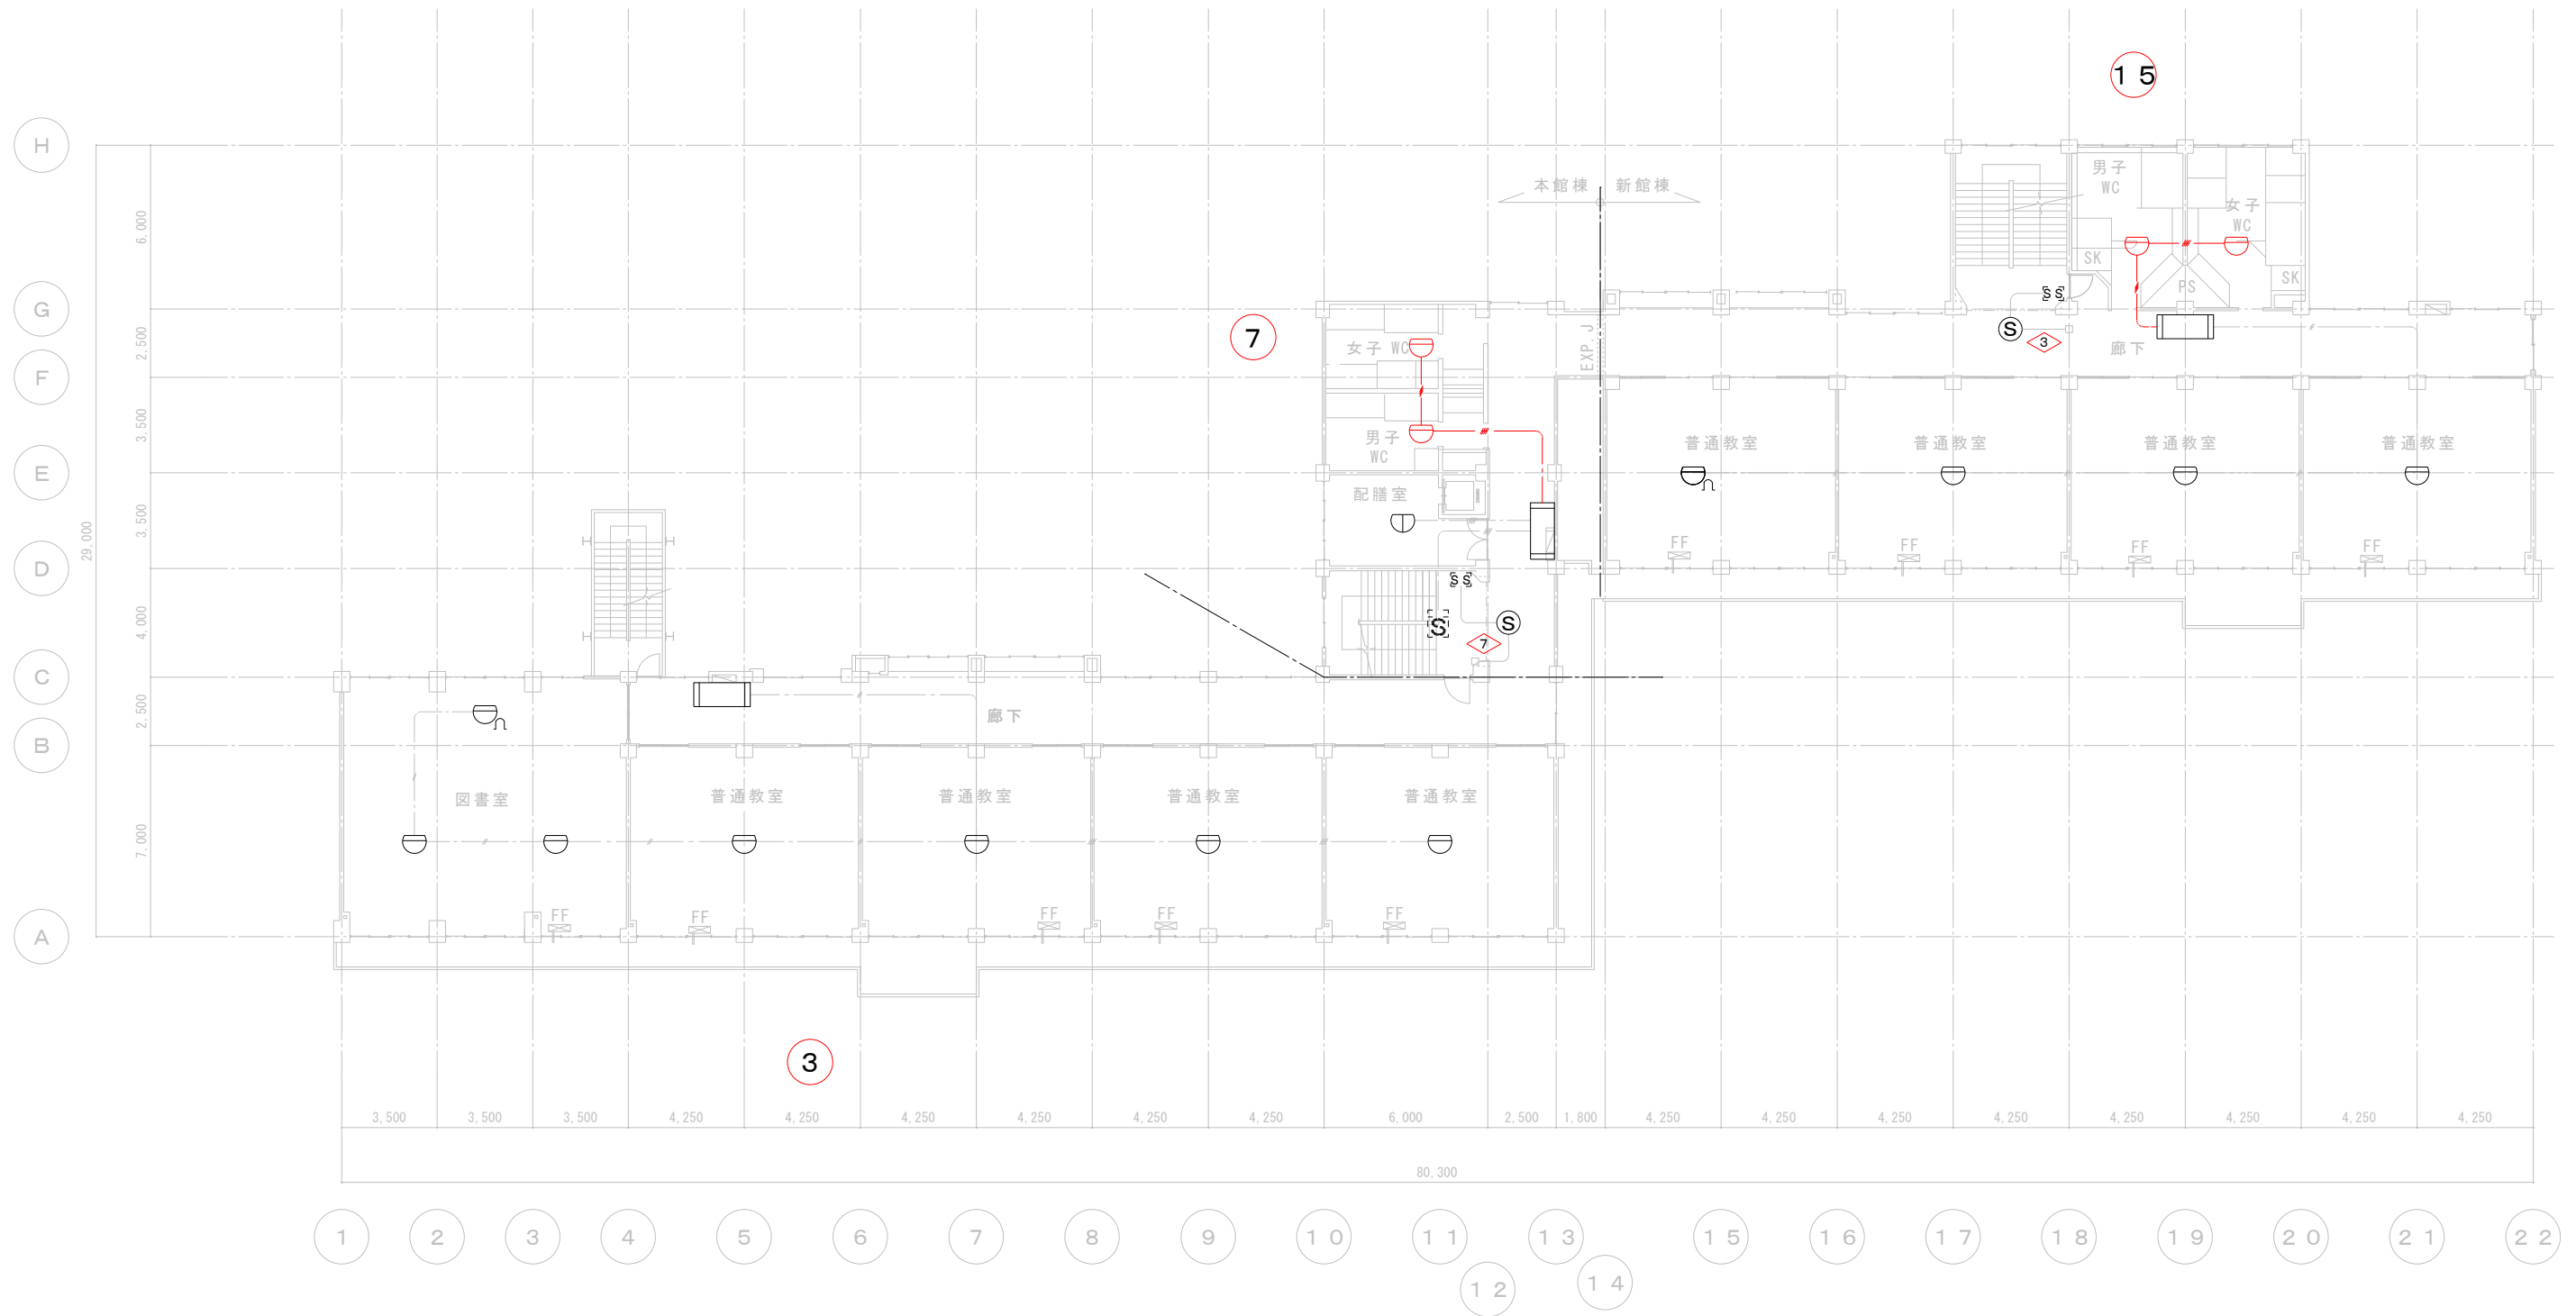 15
H
本館棟 新館棟
男子
WC
女子
WC
6,000
SK
SK
PS
G
S S
S
3
廊下
7
女子 WC
EXP.J
2,500
F
3,500
男子
WC
普通教室
普通教室
普通教室
普通教室
E
配膳室
3,500
29,000
FF
FF
FF
FF
D
S S
S
S
7
4,000
C
2,500
廊下
B
図書室
普通教室
普通教室
普通教室
普通教室
7,000
FF
FF
FF
FF
FF
A
3
3,500 3,500 3,500 4,250 4,250 4,250 4,250 4,250 4,250 6,000 2,500 1,800 4,250 4,250 4,250 4,250 4,250 4,250 4,250 4,250
80,300
1 2 3 4 5 6 7 8 9 10 11 13 15 16 17 18 19 20 21 22
12 14